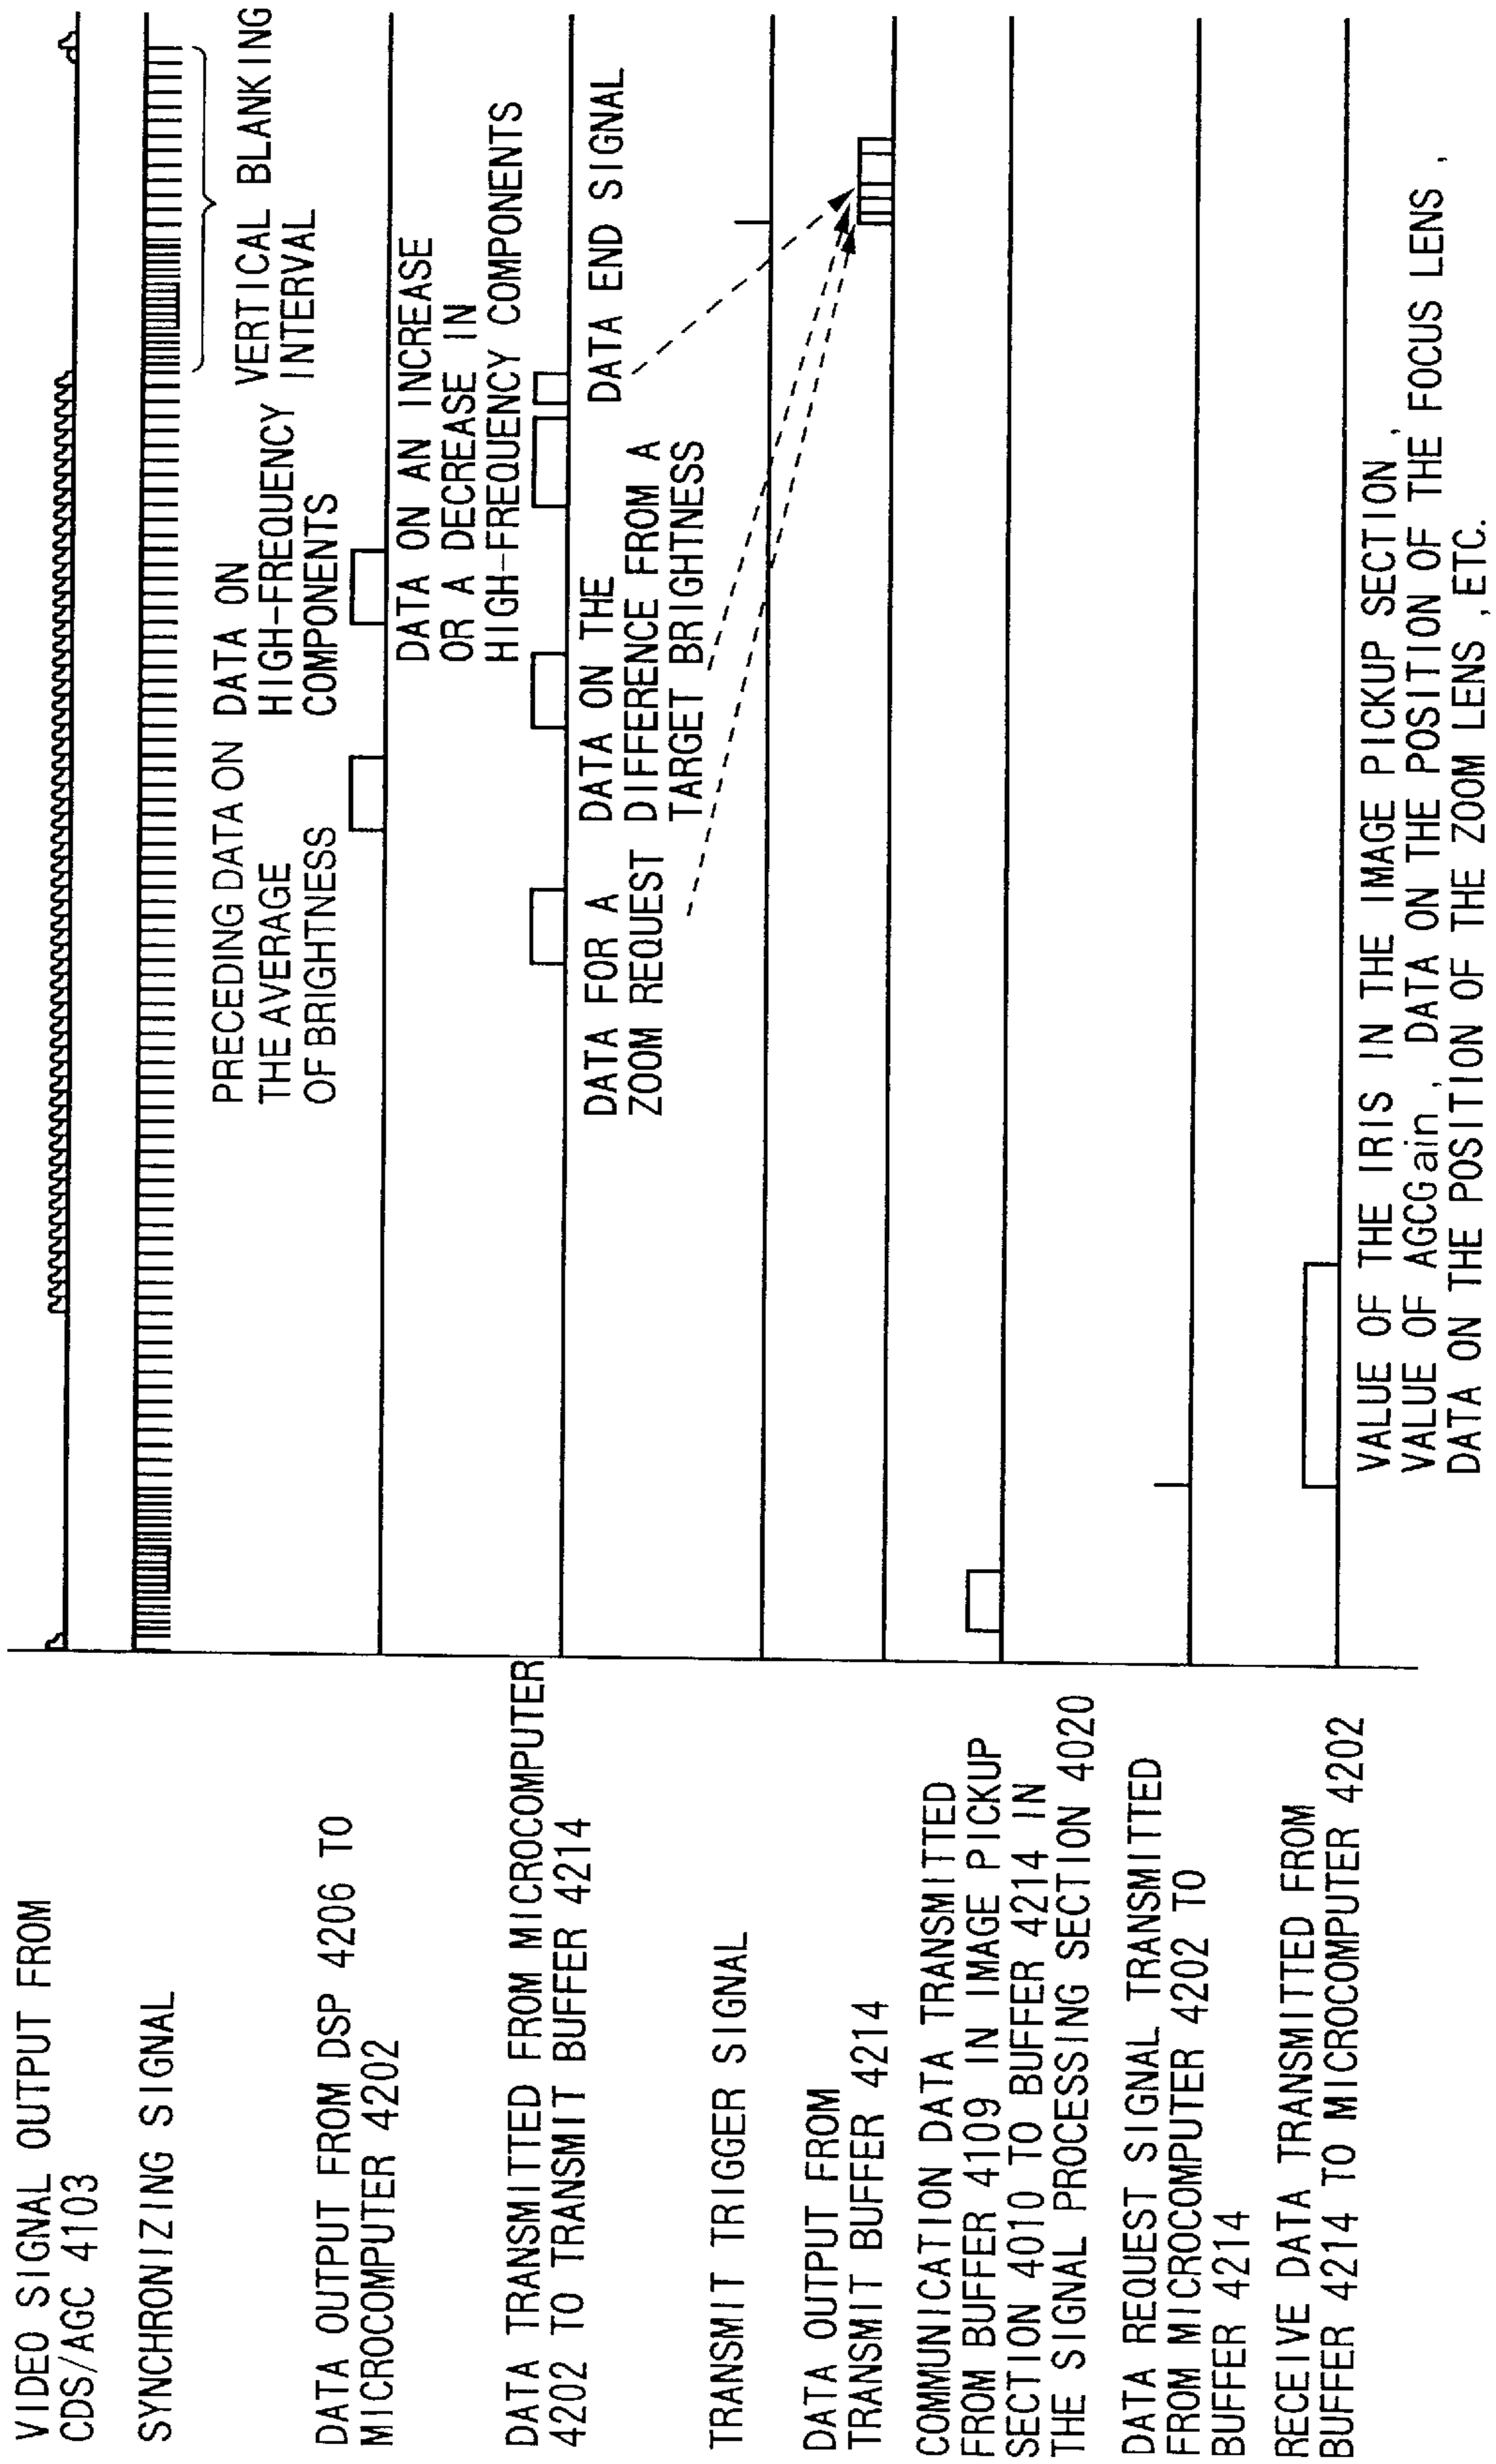 VIDEO SIGNAL OUTPUT FROM
CDS/AGC 4103
SYNCHRONIZING SIGNAL
VERTICAL BLANKING
INTERVAL
DATA OUTPUT FROM DSP 4206 TO
MICROCOMPUTER 4202
PRECEDING DATA ON
THE AVERAGE
OF BRIGHTNESS
DATA ON
HIGH-FREQUENCY
COMPONENTS
DATA TRANSMITTED FROM MICROCOMPUTER
4202 TO TRANSMIT BUFFER 4214
DATA ON AN INCREASE
OR A DECREASE IN
HIGH-FREQUENCY COMPONENTS
DATA FOR A
ZOOM REQUEST
DATA ON THE
DIFFERENCE FROM A
TARGET BRIGHTNESS
DATA END SIGNAL
TRANSMIT TRIGGER SIGNAL
DATA OUTPUT FROM
TRANSMIT BUFFER 4214
COMMUNICATION DATA TRANSMITTED
FROM BUFFER 4109 IN IMAGE PICKUP
SECTION 4010 TO BUFFER 4214 IN
THE SIGNAL PROCESSING SECTION 4020
DATA REQUEST SIGNAL TRANSMITTED
FROM MICROCOMPUTER 4202 TO
BUFFER 4214
RECEIVE DATA TRANSMITTED FROM
BUFFER 4214 TO MICROCOMPUTER 4202
VALUE OF THE IRIS IN THE IMAGE PICKUP SECTION,
VALUE OF AGCGain, DATA ON THE POSITION OF THE FOCUS LENS,
DATA ON THE POSITION OF THE ZOOM LENS, ETC.